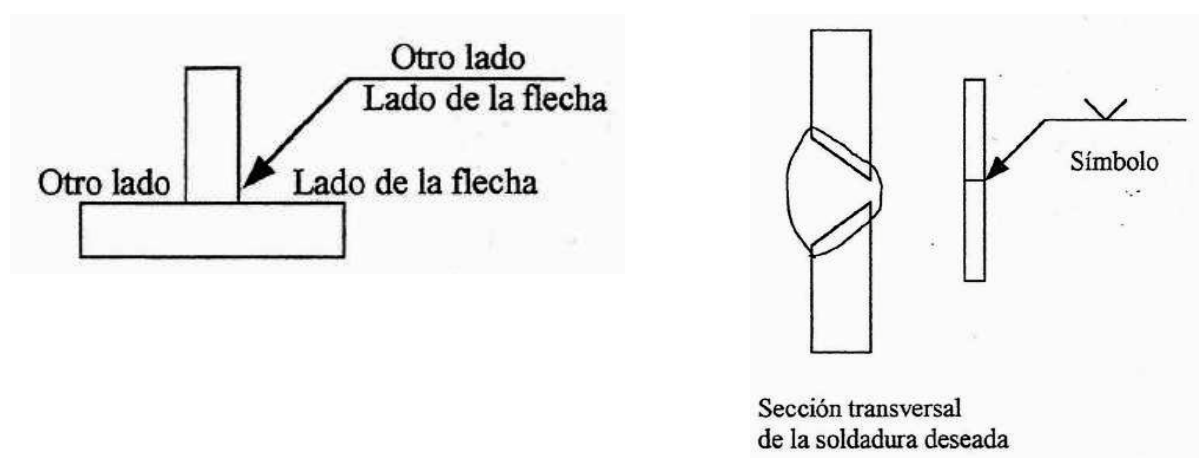 Otro lado
Lado de la flecha
Otro lado
Lado de la flecha
Símbolo
Sección transversal
de la soldadura deseada